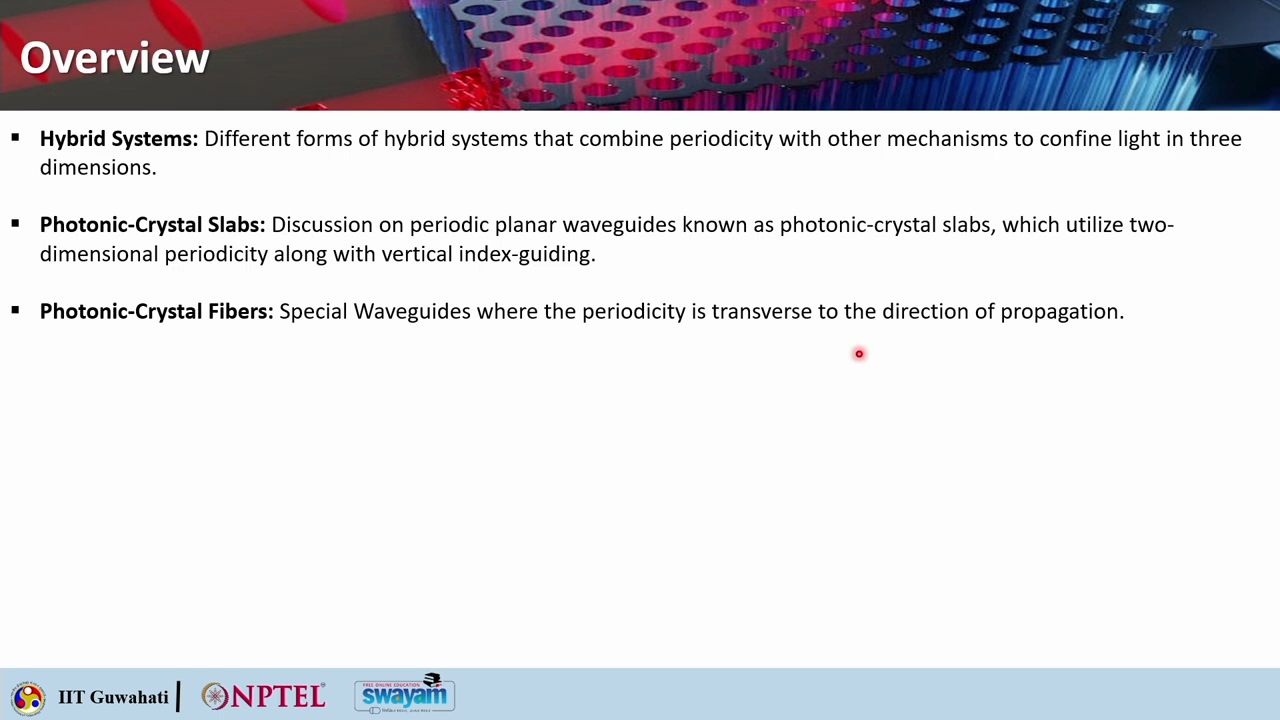 Overview
▪ Hybrid Systems: Different forms of hybrid systems that combine periodicity with other mechanisms to confine light in three
dimensions.
▪ Photonic-Crystal Slabs: Discussion on periodic planar waveguides known as photonic-crystal slabs, which utilize two-
dimensional periodicity along with vertical index-guiding.
▪ Photonic-Crystal Fibers: Special Waveguides where the periodicity is transverse to the direction of propagation.
IIT Guwahati
NPTEL
FREE ONLINE EDUCATION
swayam